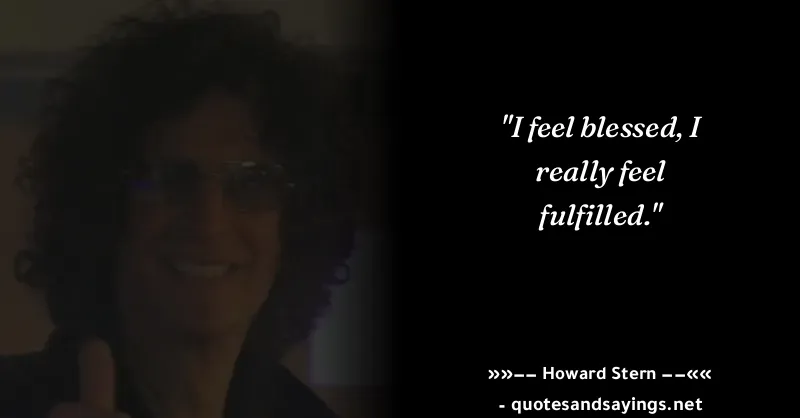 "I feel blessed, I
really feel
fulfilled."
»»−− Howard Stern −−««
- quotesandsayings.net